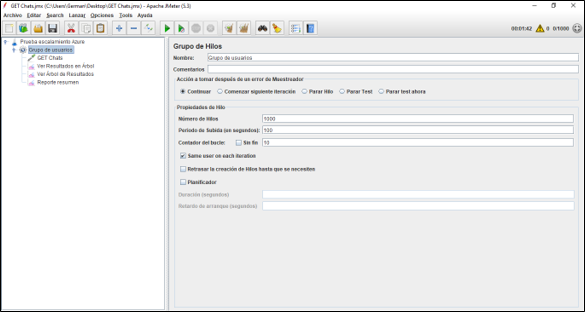 GET Chats.jmx (C:\Users\German\Desktop\GET Chats.jmx) - Apache JMeter (5.3)
Archivo Editar Search Lanzar Opciones Tools Ayuda
00:01:42 0 0/1000
Prueba escalamiento Azure
Grupo de usuarios
GET Chats
Ver Resultados en Árbol
Ver Árbol de Resultados
Reporte resumen
Grupo de Hilos
Nombre: Grupo de usuarios
Comentarios
Acción a tomar después de un error de Muestreador
Continuar Comenzar siguiente iteración Parar Hilo Parar Test Parar test ahora
Propiedades de Hilo
Número de Hilos 1000
Periodo de Subida (en segundos): 100
Contador del bucle: Sin fin 10
Same user on each iteration
Retrasar la creación de Hilos hasta que se necesiten
Planificador
Duración (segundos)
Retardo de arranque (segundos)